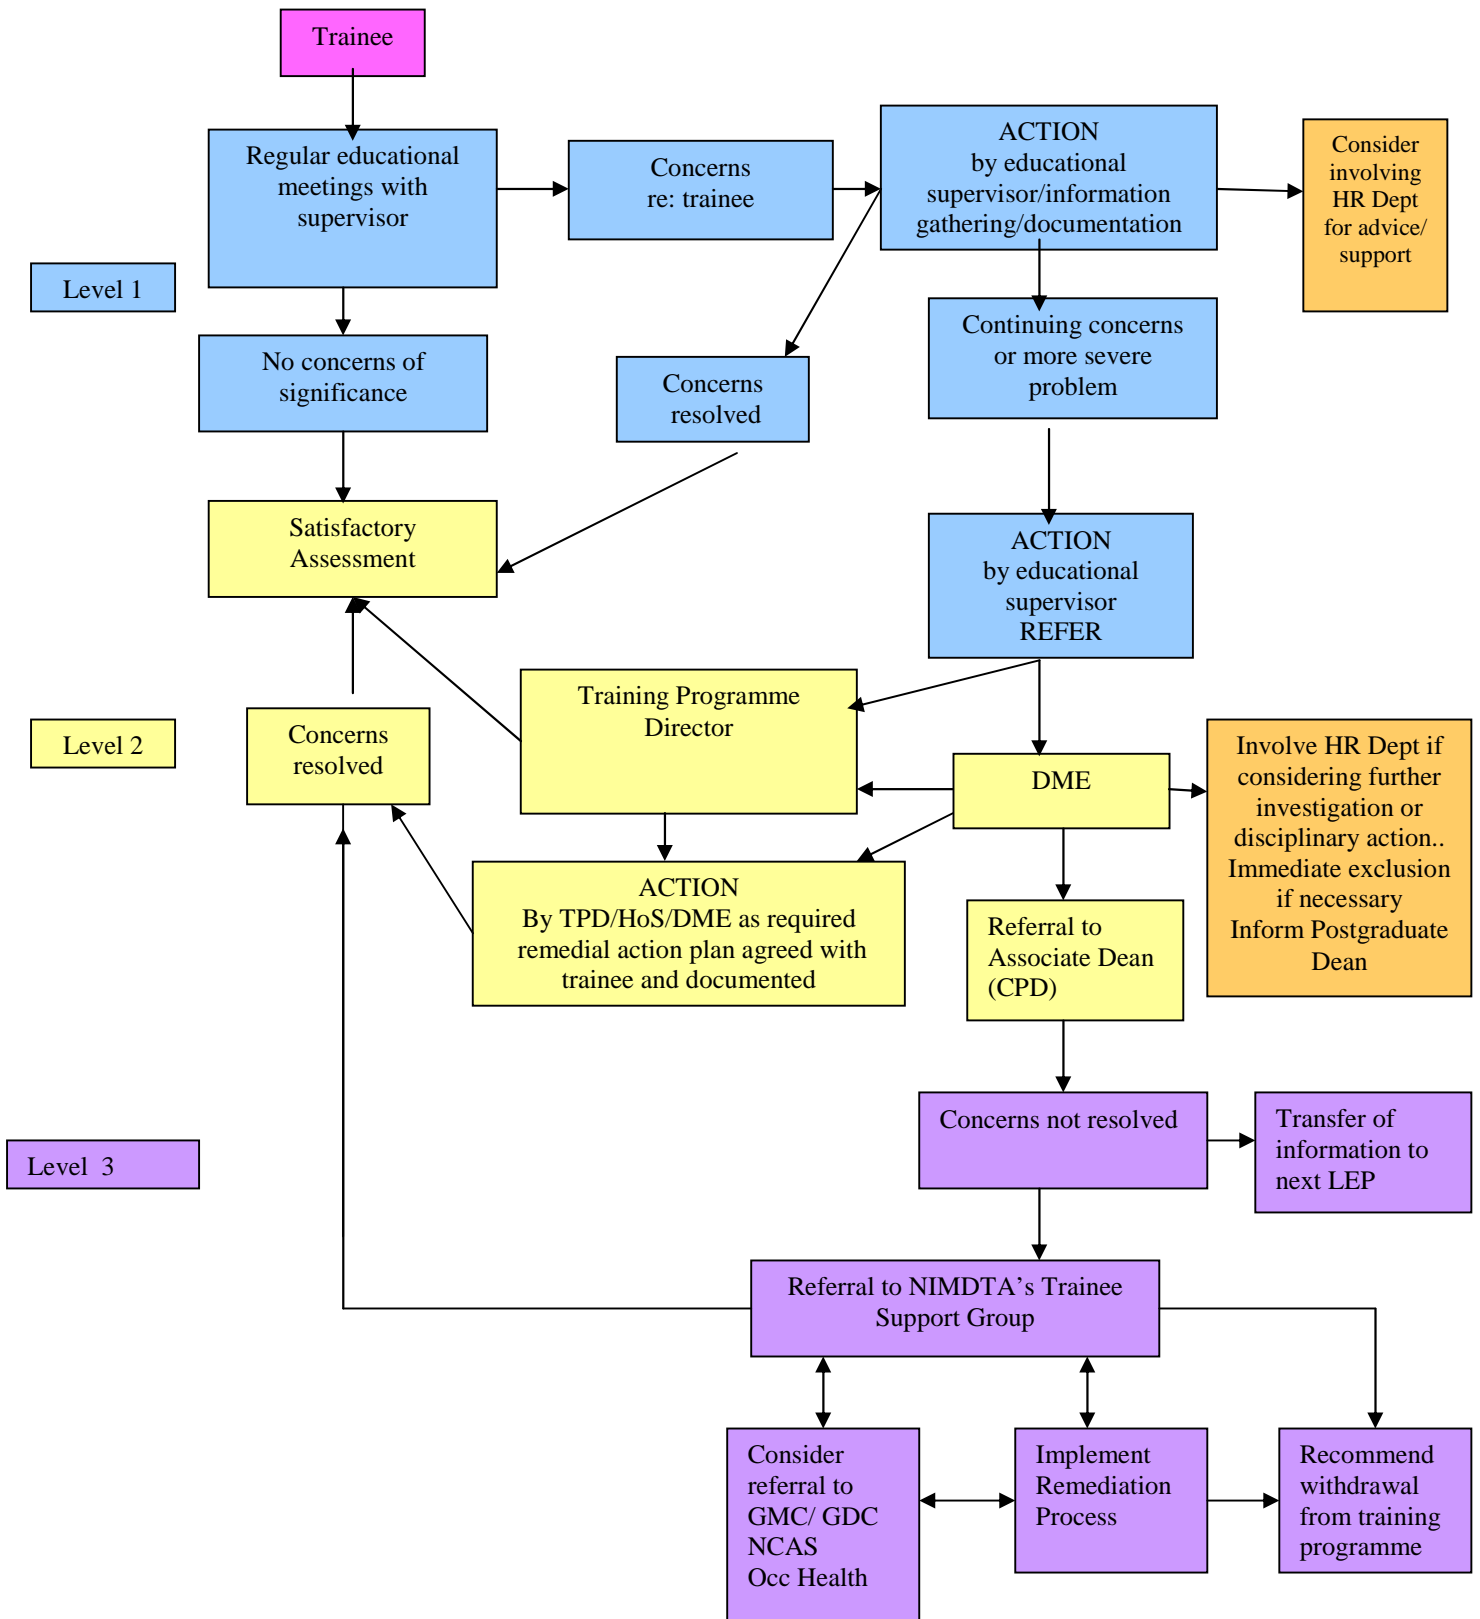 Trainee
Regular educational
meetings with
supervisor
Concerns
re: trainee
ACTION
by educational
supervisor/information
gathering/documentation
Consider
involving
HR Dept
for advice/
support
Level 1
No concerns of
significance
Concerns
resolved
Continuing concerns
or more severe
problem
Satisfactory
Assessment
ACTION
by educational
supervisor
REFER
Level 2
Concerns
resolved
Training Programme
Director
DME
Involve HR Dept if
considering further
investigation or
disciplinary action..
Immediate exclusion
if necessary
Inform Postgraduate
Dean
ACTION
By TPD/HoS/DME as required
remedial action plan agreed with
trainee and documented
Referral to
Associate Dean
(CPD)
Level 3
Concerns not resolved
Transfer of
information to
next LEP
Referral to NIMDTA’s Trainee
Support Group
Consider
referral to
GMC/ GDC
NCAS
Occ Health
Implement
Remediation
Process
Recommend
withdrawal
from training
programme